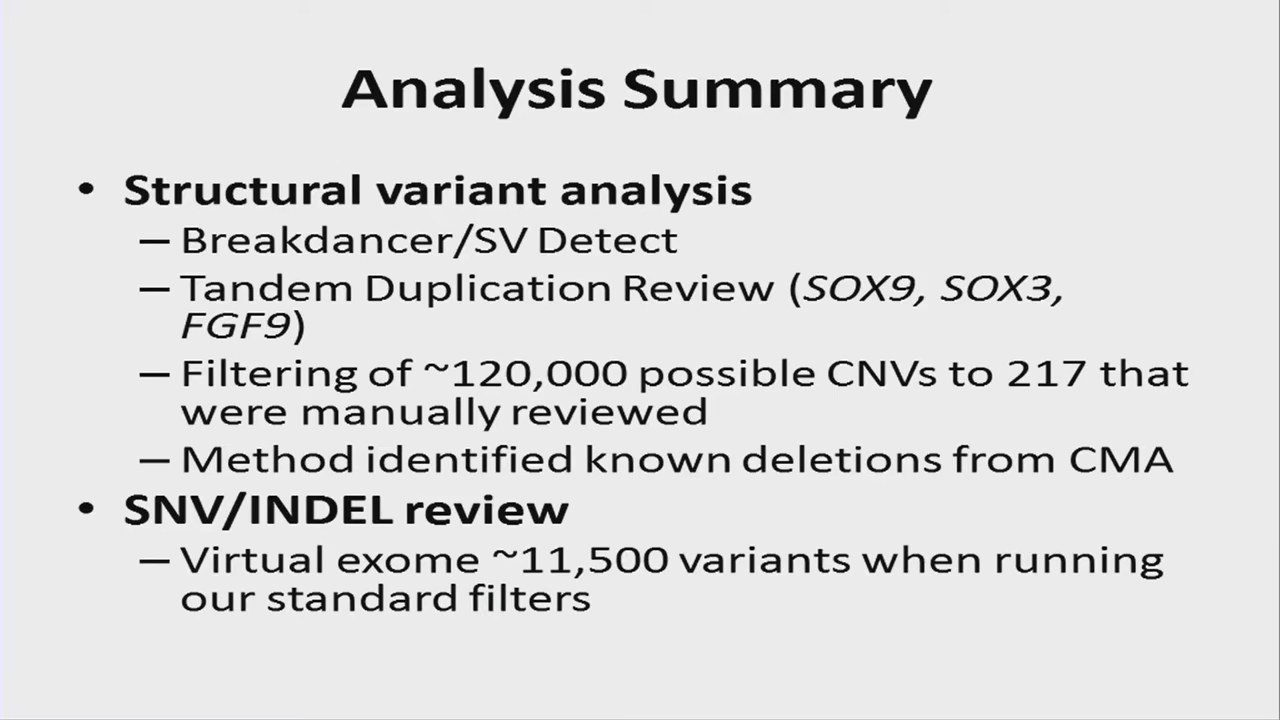 Analysis Summary
• Structural variant analysis
– Breakdancer/SV Detect
– Tandem Duplication Review (SOX9, SOX3,
FGF9)
– Filtering of ~120,000 possible CNVs to 217 that
were manually reviewed
– Method identified known deletions from CMA
• SNV/INDEL review
– Virtual exome ~11,500 variants when running
our standard filters